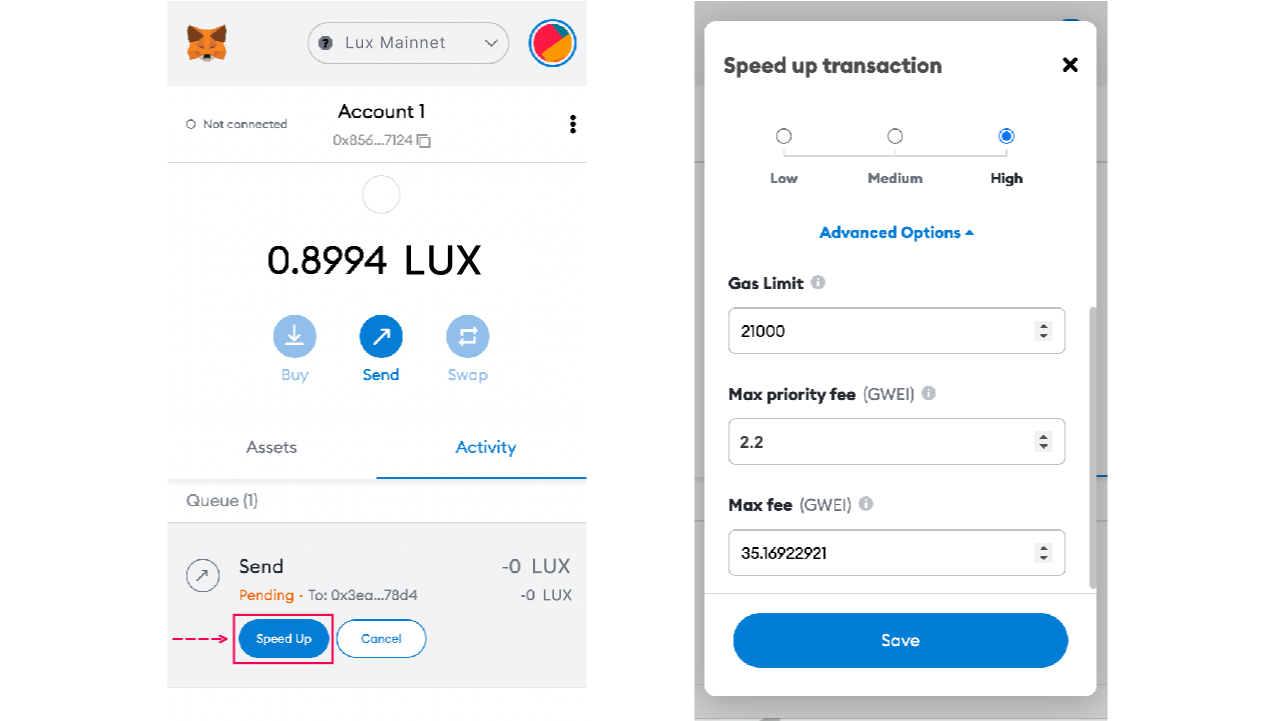 Lux Mainnet
Not connected
Account 1
0x856...7124
0.8994 LUX
Buy
Send
Swap
Assets
Activity
Queue (1)
Send
-0 LUX
Pending - To: 0x3ea...78d4
-0 LUX
Speed Up
Cancel
Speed up transaction
Low
Medium
High
Advanced Options
Gas Limit
21000
Max priority fee (GWEI)
2.2
Max fee (GWEI)
35.16922921
Save